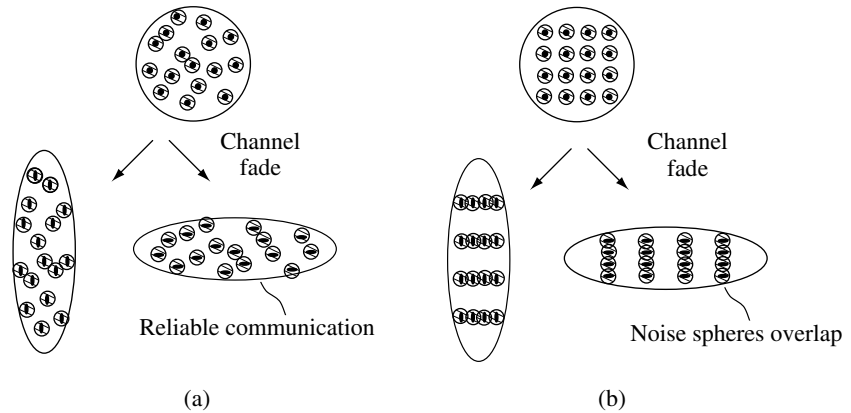 Channel
fade
Reliable communication
(a)
Channel
fade
Noise spheres overlap
(b)